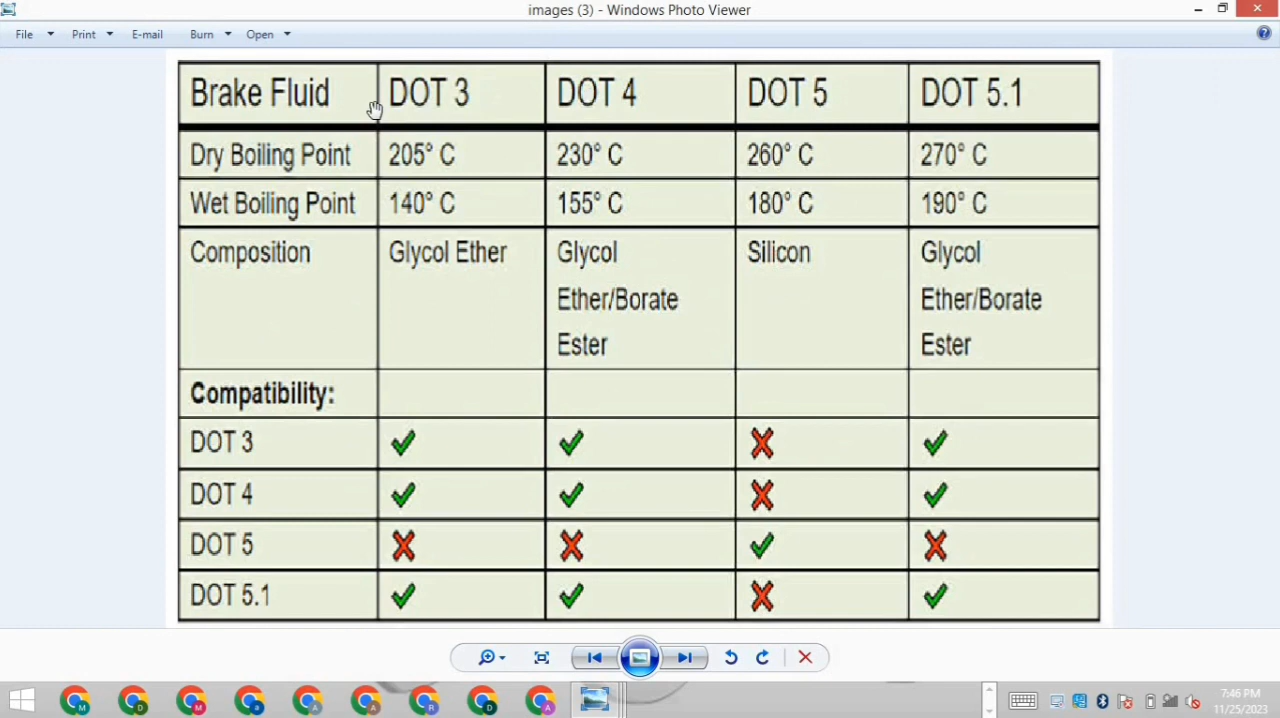 images (3) - Windows Photo Viewer
File Print E-mail Burn Open
Brake Fluid DOT 3 DOT 4 DOT 5 DOT 5.1
Dry Boiling Point 205° C 230° C 260° C 270° C
Wet Boiling Point 140° C 155° C 180° C 190° C
Composition Glycol Ether Glycol Silicon Glycol
Ether/Borate Ether/Borate
Ester Ester
Compatibility:
DOT 3
DOT 4
DOT 5
DOT 5.1
M D M a A A B D A
7:46 PM
11/25/2023